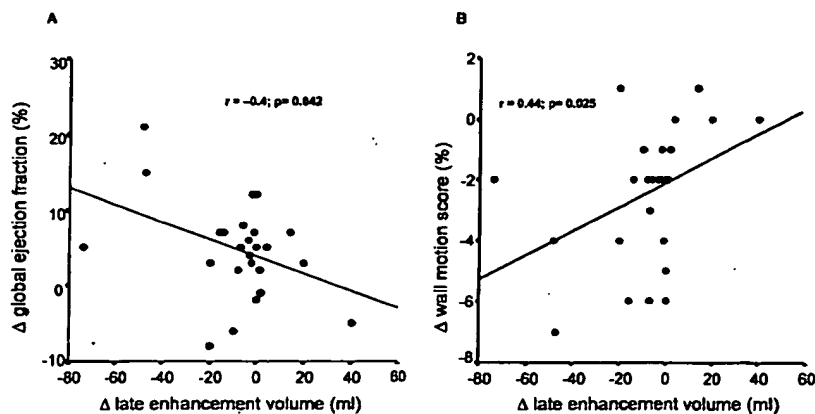 A
B
30
20
10
0
-10
-80 -60 -40 -20 0 20 40 60
Δ global ejection fraction (%)
Δ late enhancement volume (ml)
r = -0.4; p= 0.042
2
0
-2
-4
-6
-8
-80 -60 -40 -20 0 20 40 60
Δ wall motion score (%)
Δ late enhancement volume (ml)
r = 0.44; p = 0.025